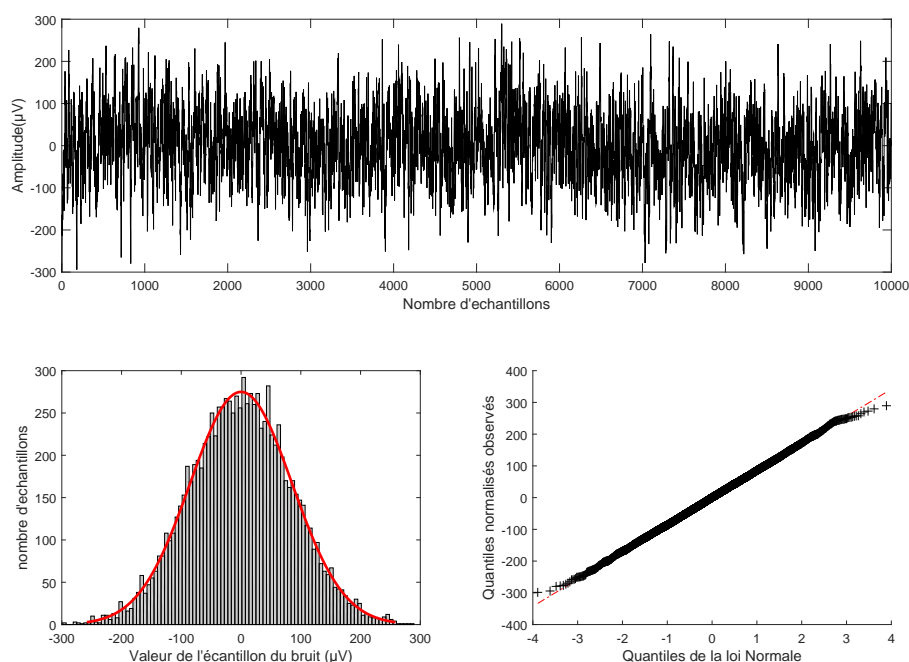 300
200
100
0
-100
-200
-300
Amplitude(µV)
0 1000 2000 3000 4000 5000 6000 7000 8000 9000 10000
Nombre d'echantillons
300
250
200
150
100
50
0
nombre d'echantillons
-300 -200 -100 0 100 200 300
Valeur de l'écantillon du bruit (µV)
400
300
200
100
0
-100
-200
-300
-400
Quantiles normalisés observés
-4 -3 -2 -1 0 1 2 3 4
Quantiles de la loi Normale